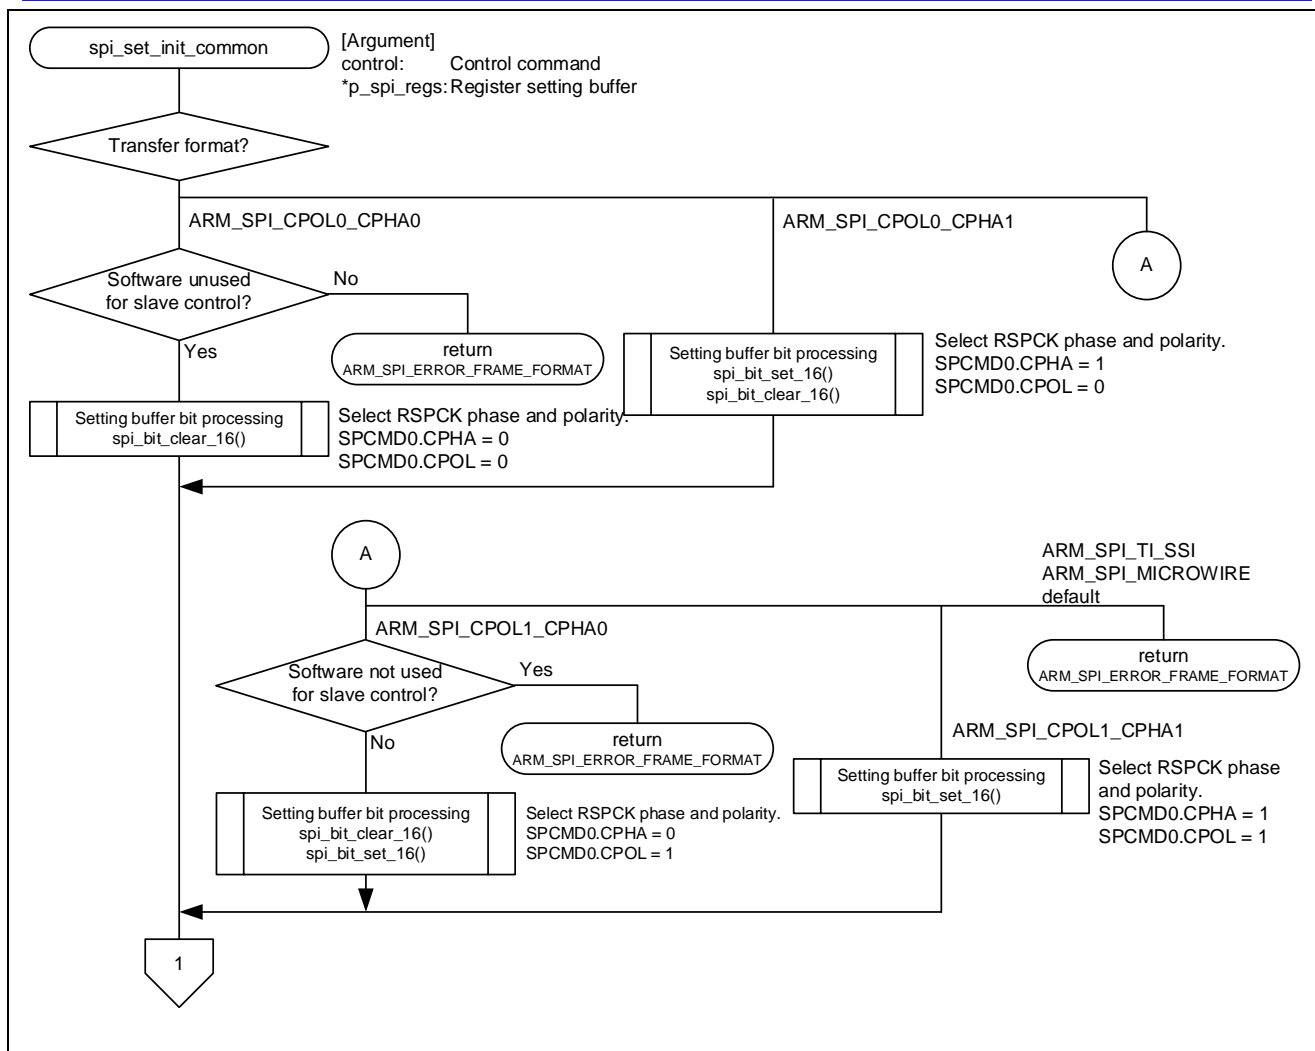 spi_set_init_common
[Argument]
control: Control command
*p_spi_regs: Register setting buffer
Transfer format?
ARM_SPI_CPOL0_CPHA0
ARM_SPI_CPOL0_CPHA1
A
Software unused
for slave control?
No
Yes
return
ARM_SPI_ERROR_FRAME_FORMAT
Setting buffer bit processing
spi_bit_set_16()
spi_bit_clear_16()
Select RSPCK phase and polarity.
SPCMD0.CPHA = 1
SPCMD0.CPOL = 0
Setting buffer bit processing
spi_bit_clear_16()
Select RSPCK phase and polarity.
SPCMD0.CPHA = 0
SPCMD0.CPOL = 0
A
ARM_SPI_TI_SSI
ARM_SPI_MICROWIRE
default
ARM_SPI_CPOL1_CPHA0
return
ARM_SPI_ERROR_FRAME_FORMAT
Software not used
for slave control?
Yes
No
return
ARM_SPI_ERROR_FRAME_FORMAT
ARM_SPI_CPOL1_CPHA1
Setting buffer bit processing
spi_bit_set_16()
Select RSPCK phase
and polarity.
SPCMD0.CPHA = 1
SPCMD0.CPOL = 1
Setting buffer bit processing
spi_bit_clear_16()
spi_bit_set_16()
Select RSPCK phase and polarity.
SPCMD0.CPHA = 0
SPCMD0.CPOL = 1
1